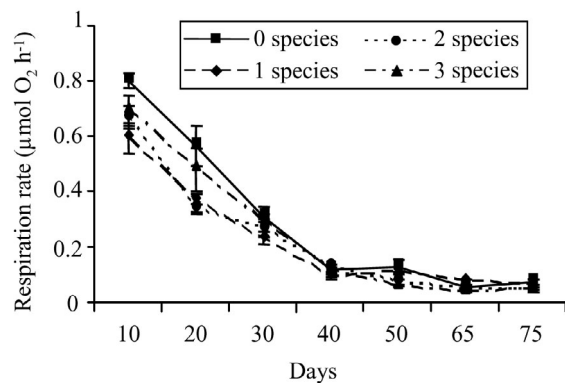 0 species
2 species
1 species
3 species
Respiration rate (µmol O₂ h⁻¹)
1
0.8
0.6
0.4
0.2
0
10 20 30 40 50 65 75
Days